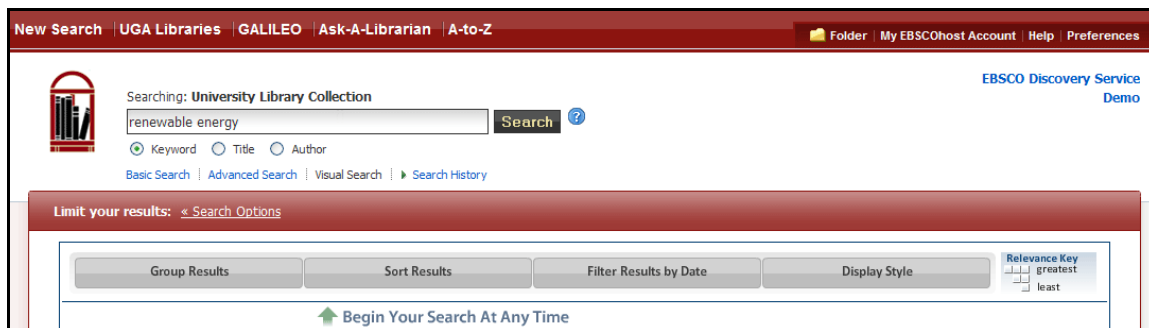 New Search UGA Libraries GALILEO Ask-A-Librarian A-to-Z
Folder My EBSCOhost Account Help Preferences
EBSCO Discovery Service
Demo
Searching: University Library Collection
renewable energy Search ?
Keyword Title Author
Basic Search Advanced Search Visual Search Search History
Limit your results: « Search Options
Group Results Sort Results Filter Results by Date Display Style
Relevance Key
greatest
least
Begin Your Search At Any Time